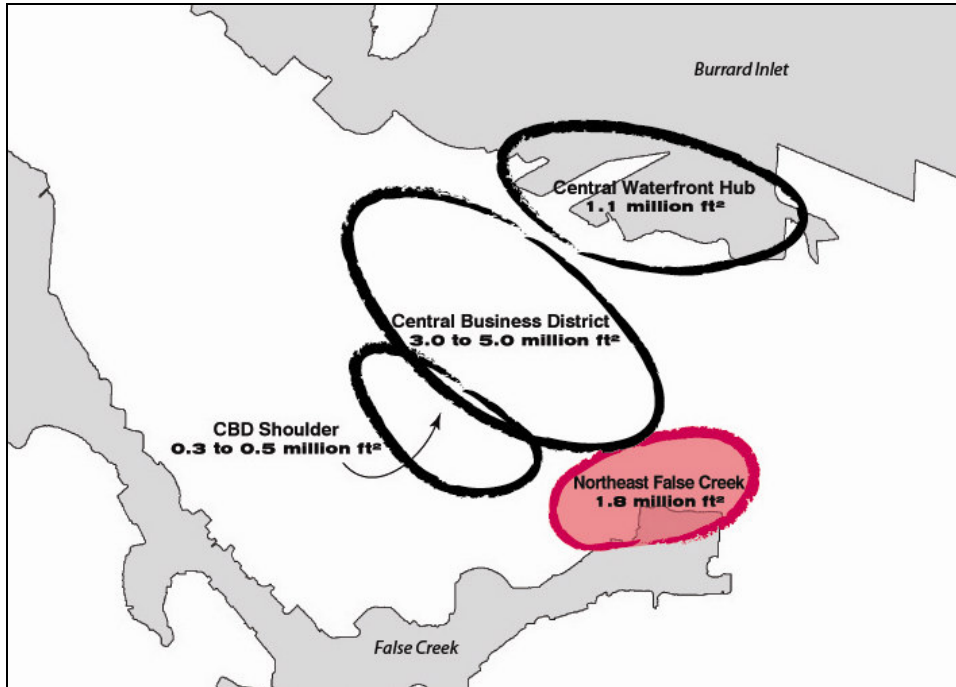 Burrard Inlet
Central Waterfront Hub
1.1 million ft²
Central Business District
3.0 to 5.0 million ft²
CBD Shoulder
0.3 to 0.5 million ft²
Northeast False Creek
1.8 million ft²
False Creek